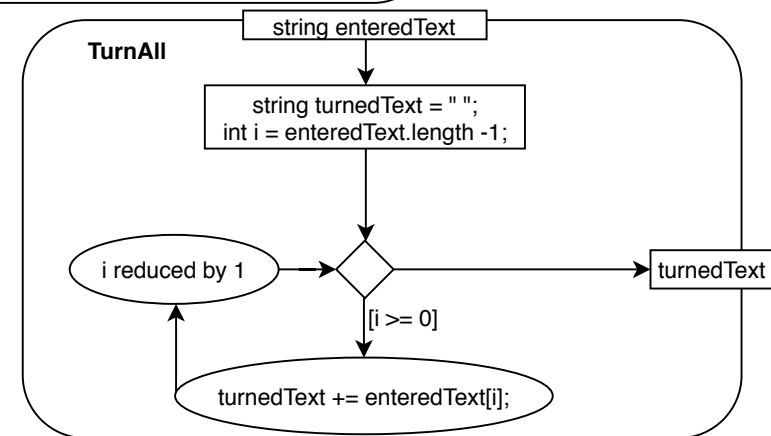 string enteredText
TurnAll
string turnedText = " ";
int i = enteredText.length -1;
i reduced by 1
turnedText
[i >= 0]
turnedText += enteredText[i];